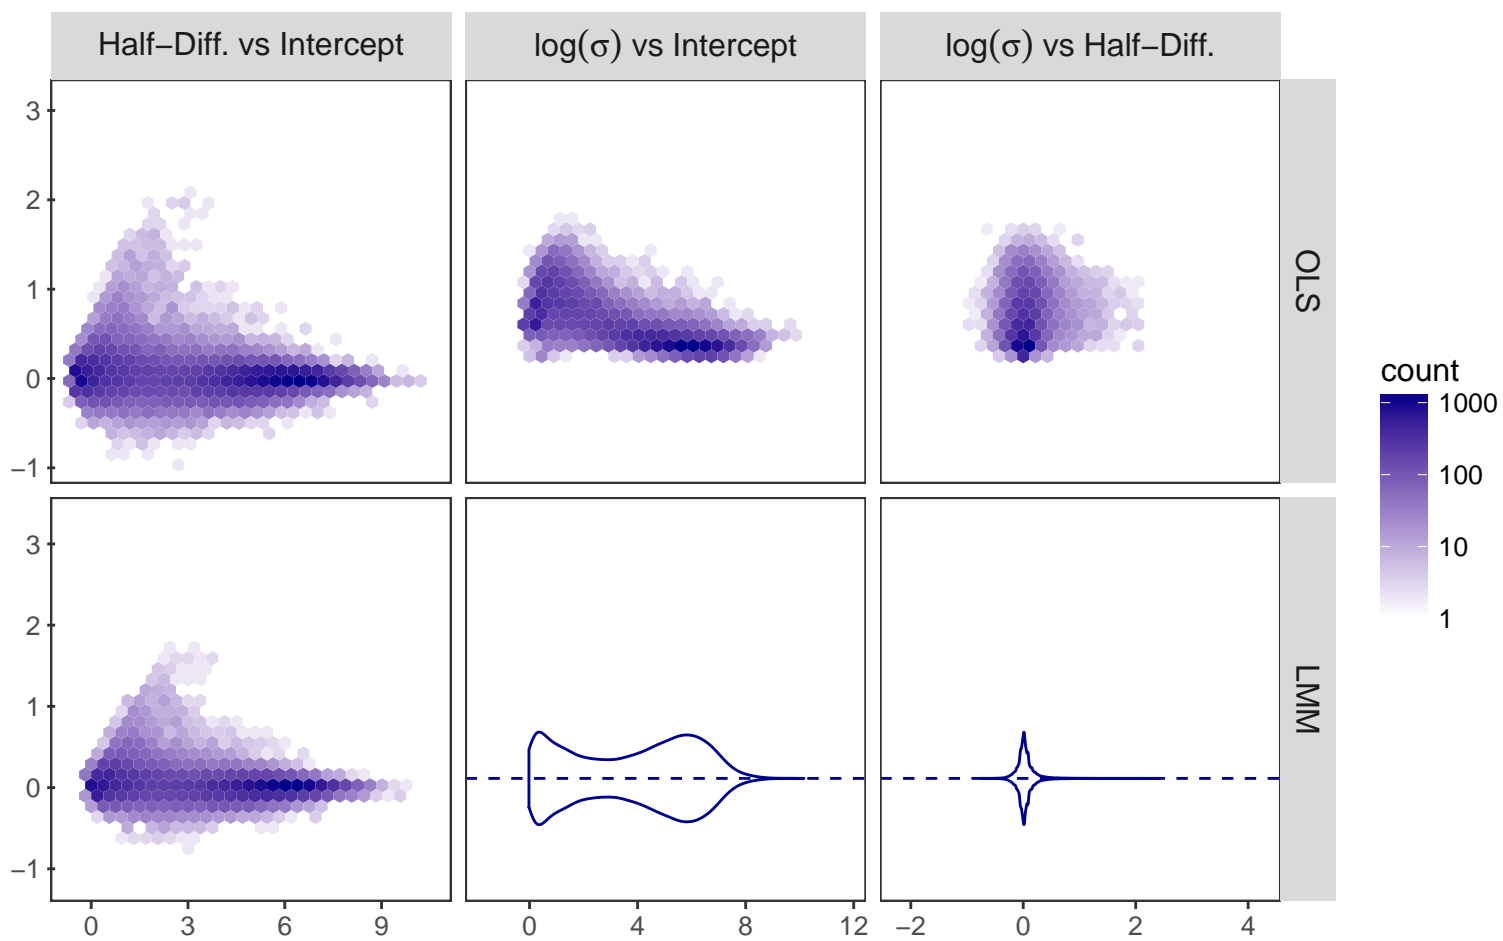 Half−Diff. vs Intercept
log(σ) vs Intercept
log(σ) vs Half−Diff.
3
2
1
0
−1
OLS
3
2
1
0
−1
LMM
0 3 6 9
0 4 8 12
−2 0 2 4
count
1000
100
10
1